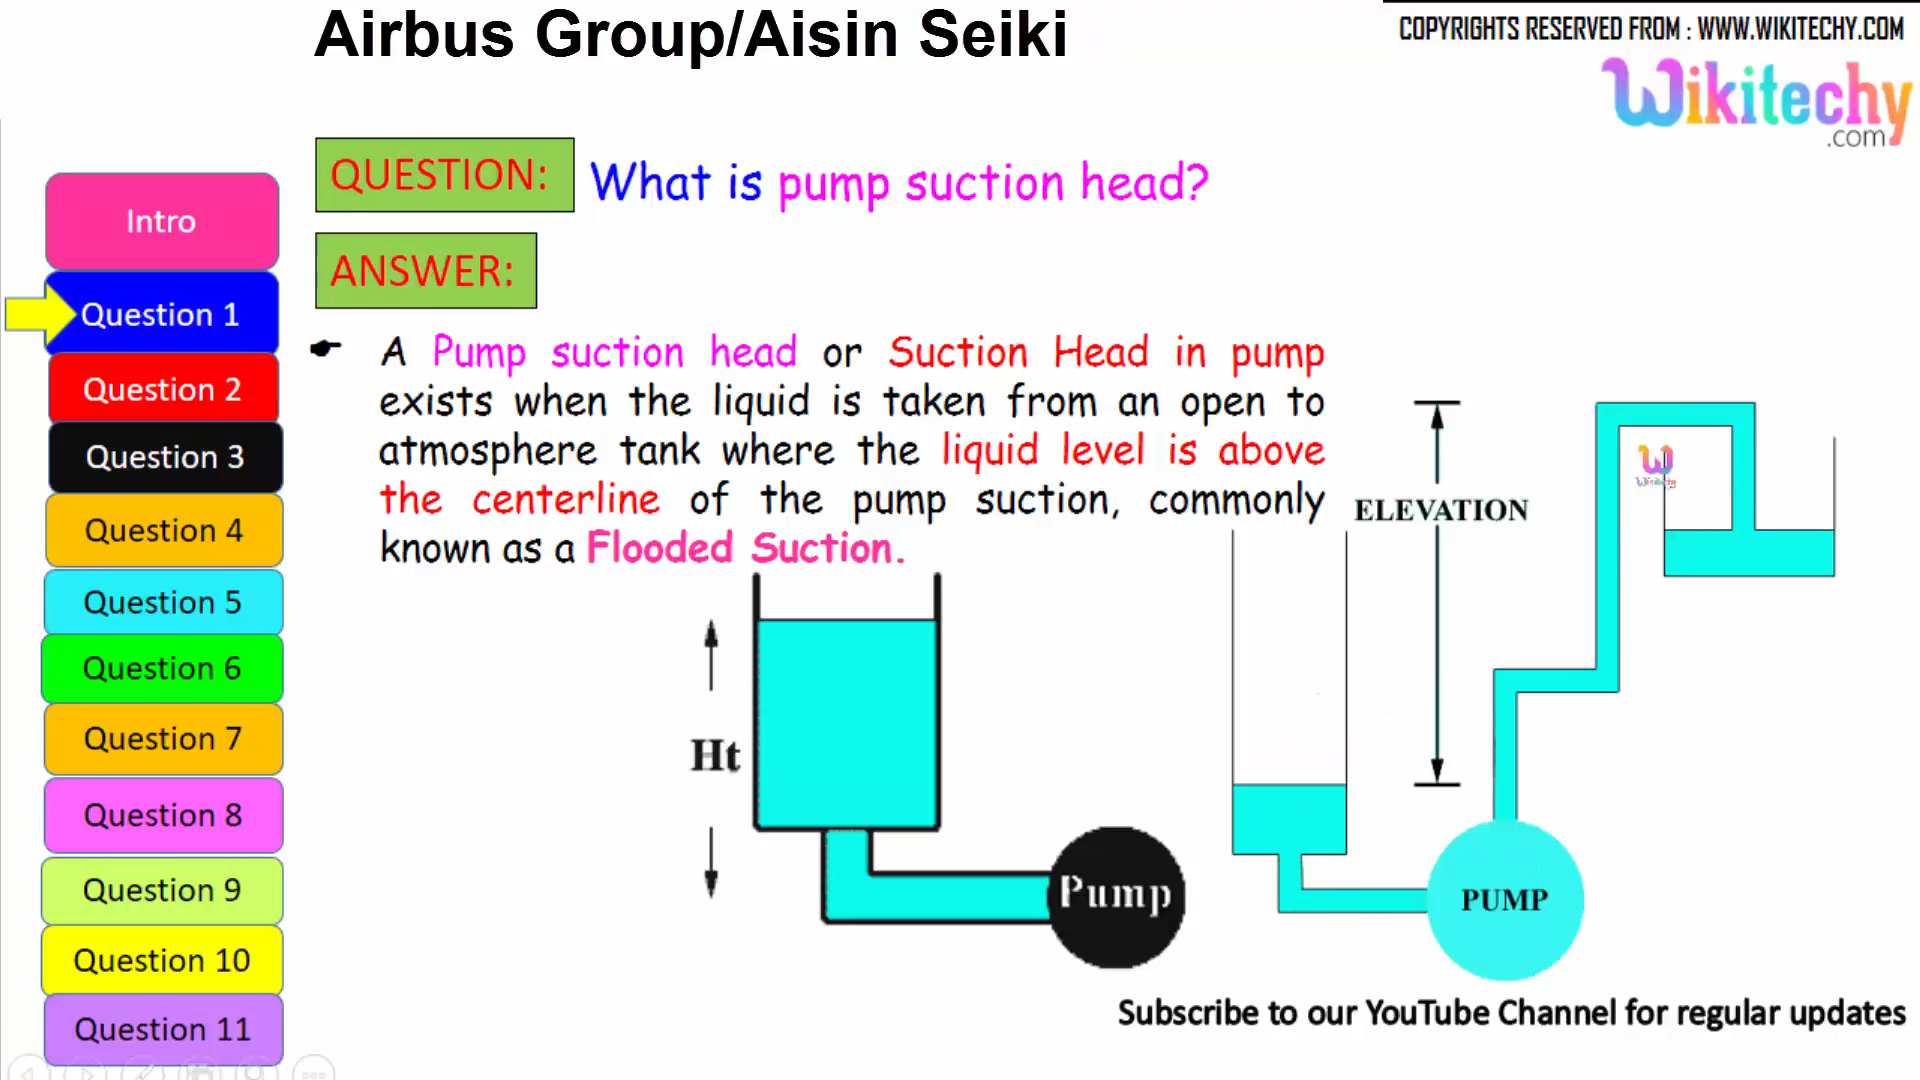 Airbus Group/Aisin Seiki
COPYRIGHTS RESERVED FROM : WWW.WIKITECHY.COM
Wikitechy
.com
QUESTION: What is pump suction head?
ANSWER:
A Pump suction head or Suction Head in pump
exists when the liquid is taken from an open to
atmosphere tank where the liquid level is above
the centerline of the pump suction, commonly
known as a Flooded Suction.
Intro
Question 1
Question 2
Question 3
Question 4
Question 5
Question 6
Question 7
Question 8
Question 9
Question 10
Question 11
Ht
Pump
ELEVATION
Wikitechy
PUMP
Subscribe to our YouTube Channel for regular updates